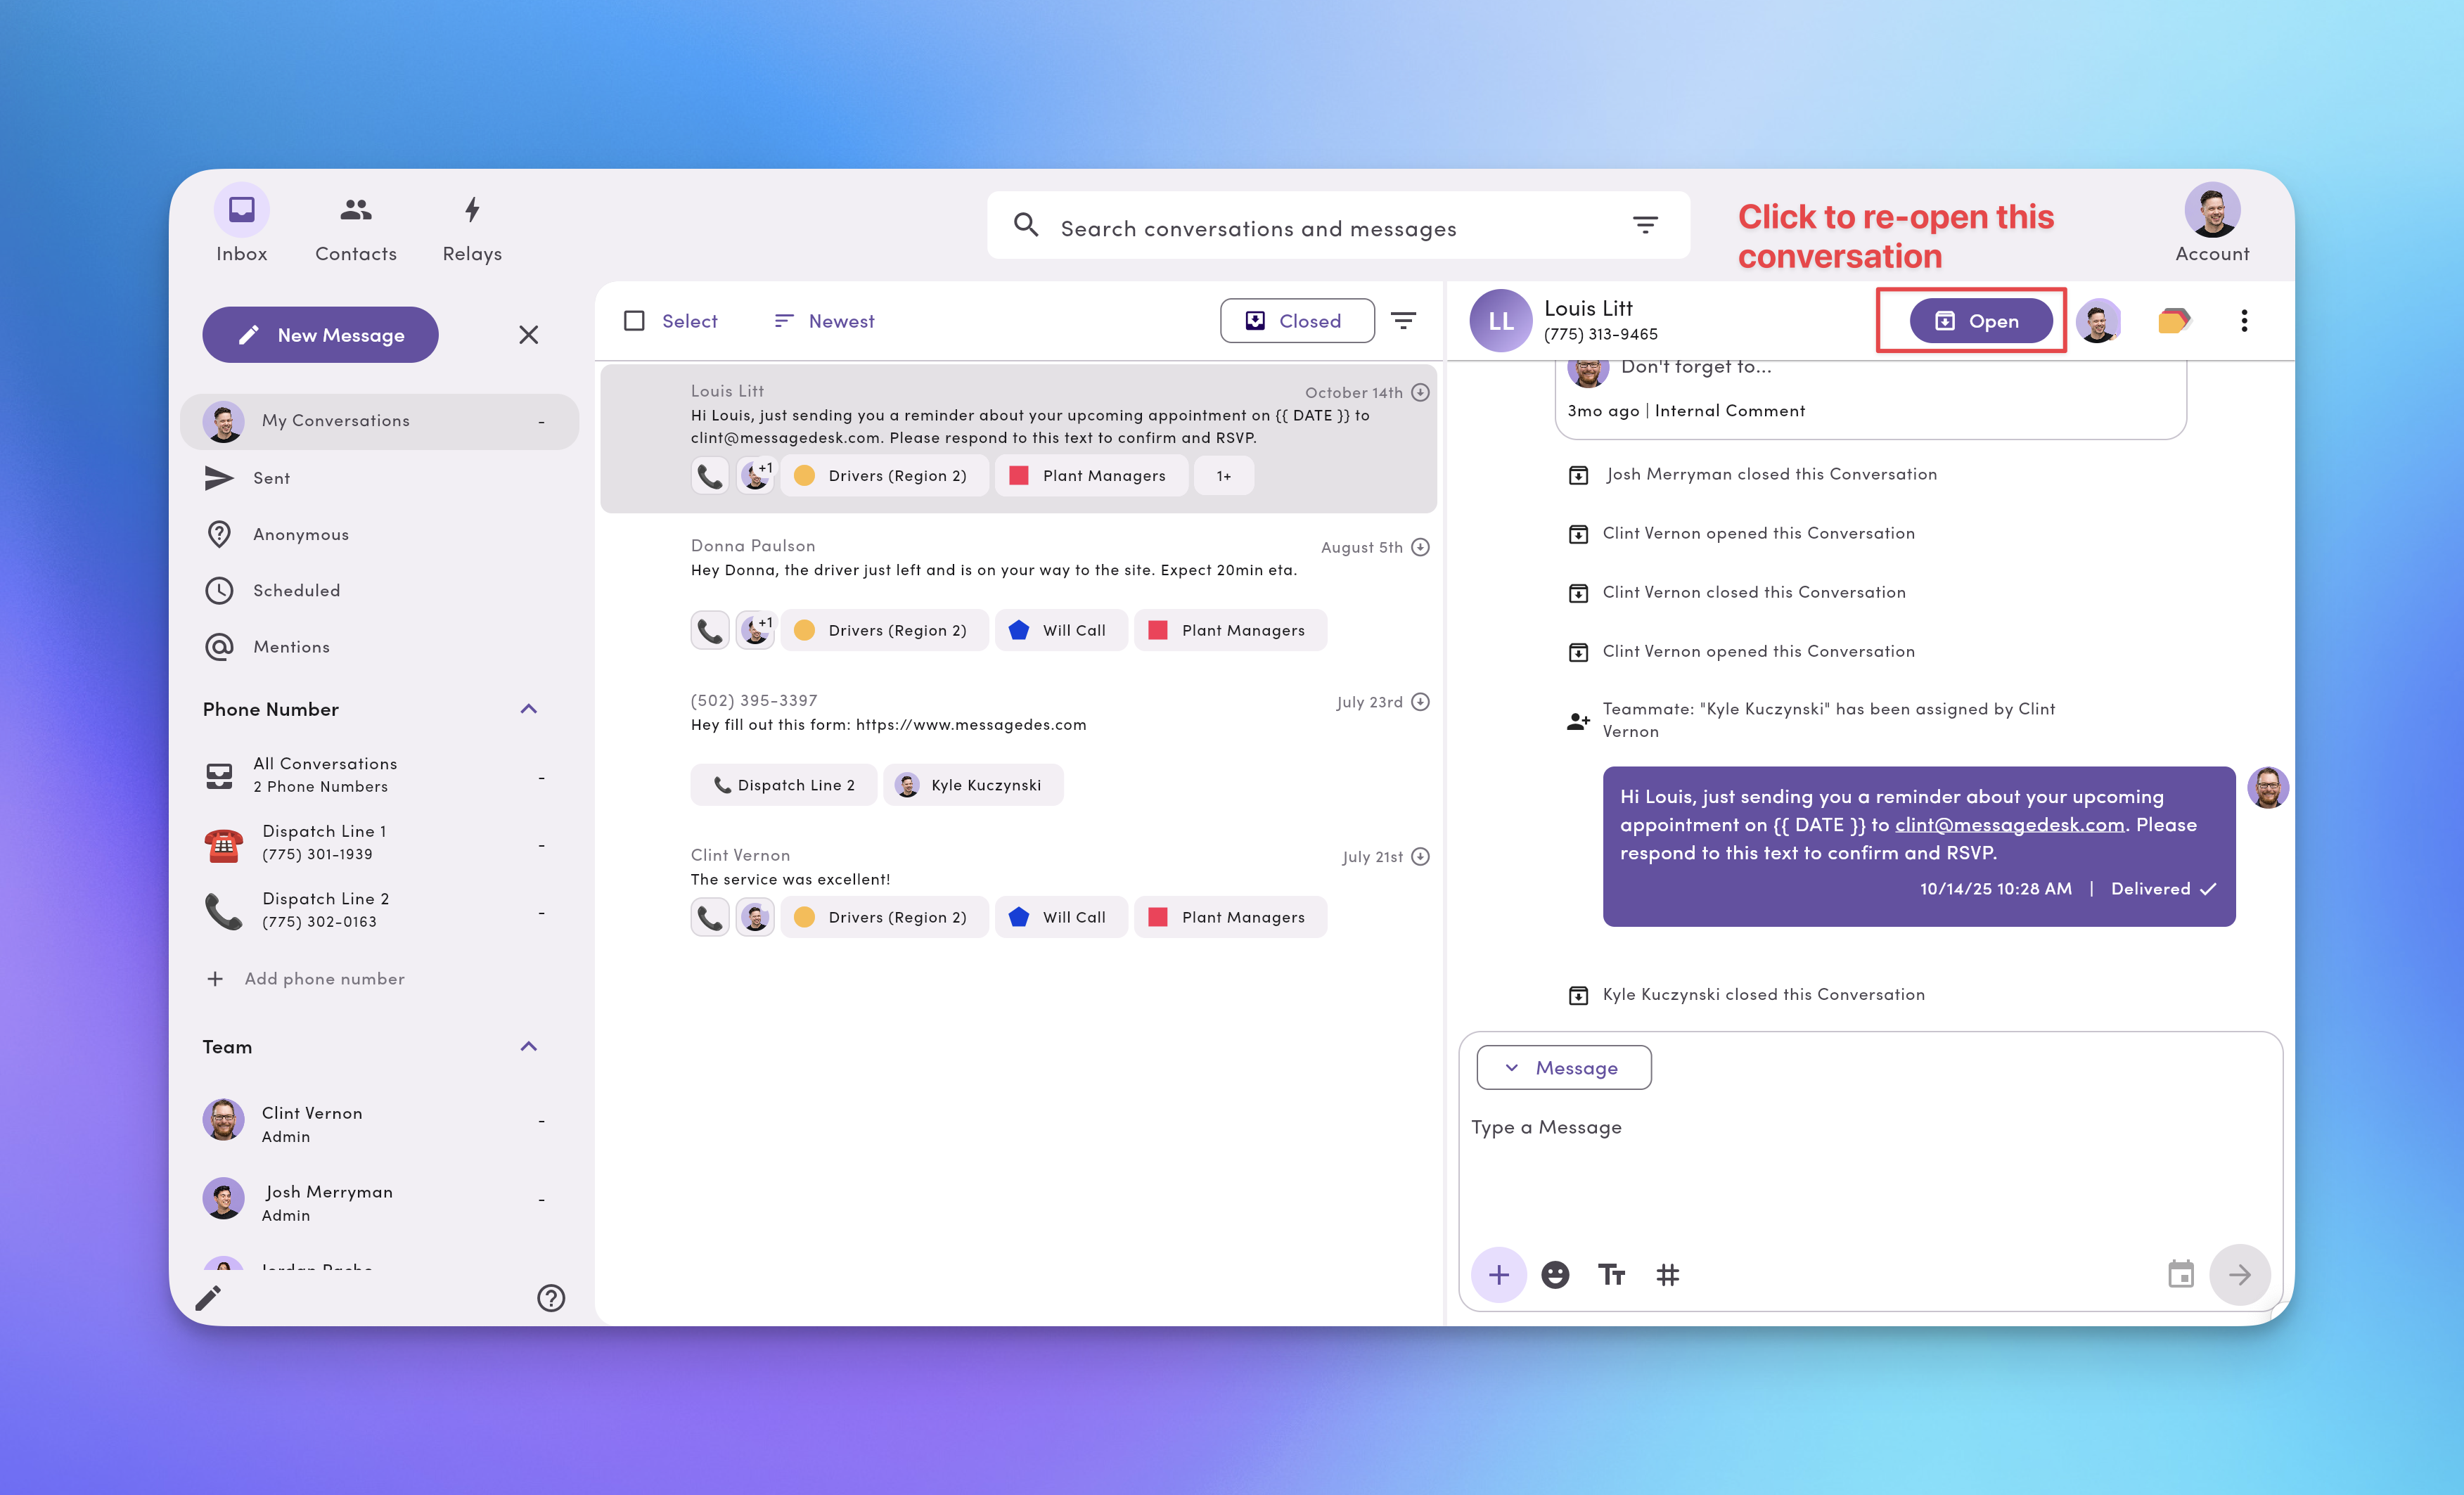 Inbox
Contacts
Relays
Search conversations and messages
Click to re-open this
conversation
Account
New Message
My Conversations -
Sent
Anonymous
Scheduled
Mentions
Phone Number
All Conversations
2 Phone Numbers -
Dispatch Line 1
(775) 301-1939 -
Dispatch Line 2
(775) 302-0163 -
Add phone number
Team
Clint Vernon
Admin -
Josh Merryman
Admin -
Select
Newest
Closed
Louis Litt
October 14th
Hi Louis, just sending you a reminder about your upcoming appointment on {{ DATE }} to
clint@messagedesk.com. Please respond to this text to confirm and RSVP.
+1 Drivers (Region 2) Plant Managers 1+
Donna Paulson
August 5th
Hey Donna, the driver just left and is on your way to the site. Expect 20min eta.
+1 Drivers (Region 2) Will Call Plant Managers
(502) 395-3397
July 23rd
Hey fill out this form: https://www.messagedes.com
Dispatch Line 2 Kyle Kuczynski
Clint Vernon
July 21st
The service was excellent!
Drivers (Region 2) Will Call Plant Managers
LL
Louis Litt
(775) 313-9465
Open
Don't forget to...
3mo ago | Internal Comment
Josh Merryman closed this Conversation
Clint Vernon opened this Conversation
Clint Vernon closed this Conversation
Clint Vernon opened this Conversation
Teammate: "Kyle Kuczynski" has been assigned by Clint
Vernon
Hi Louis, just sending you a reminder about your upcoming
appointment on {{ DATE }} to clint@messagedesk.com. Please
respond to this text to confirm and RSVP.
10/14/25 10:28 AM | Delivered
Kyle Kuczynski closed this Conversation
Message
Type a Message